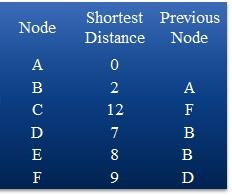 Node Shortest Distance Previous Node
A 0
B 2 A
C 12 F
D 7 B
E 8 B
F 9 D